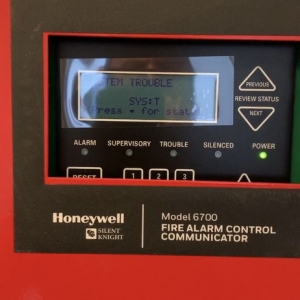 TEM TROUBLE
SYS:T
Press * for stat
PREVIOUS
REVIEW STATUS
NEXT
ALARM SUPERVISORY TROUBLE SILENCED POWER
RESET 1 2 3
Honeywell
SILENT
KNIGHT
Model 6700
FIRE ALARM CONTROL
COMMUNICATOR